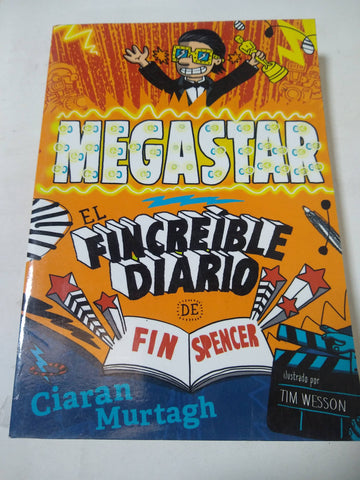 MEGASTAR
EL
FINCREÍBLE
DIARIO
DE
FIN SPENCER
Ciaran
Murtagh
ilustrado por
TIM WESSON